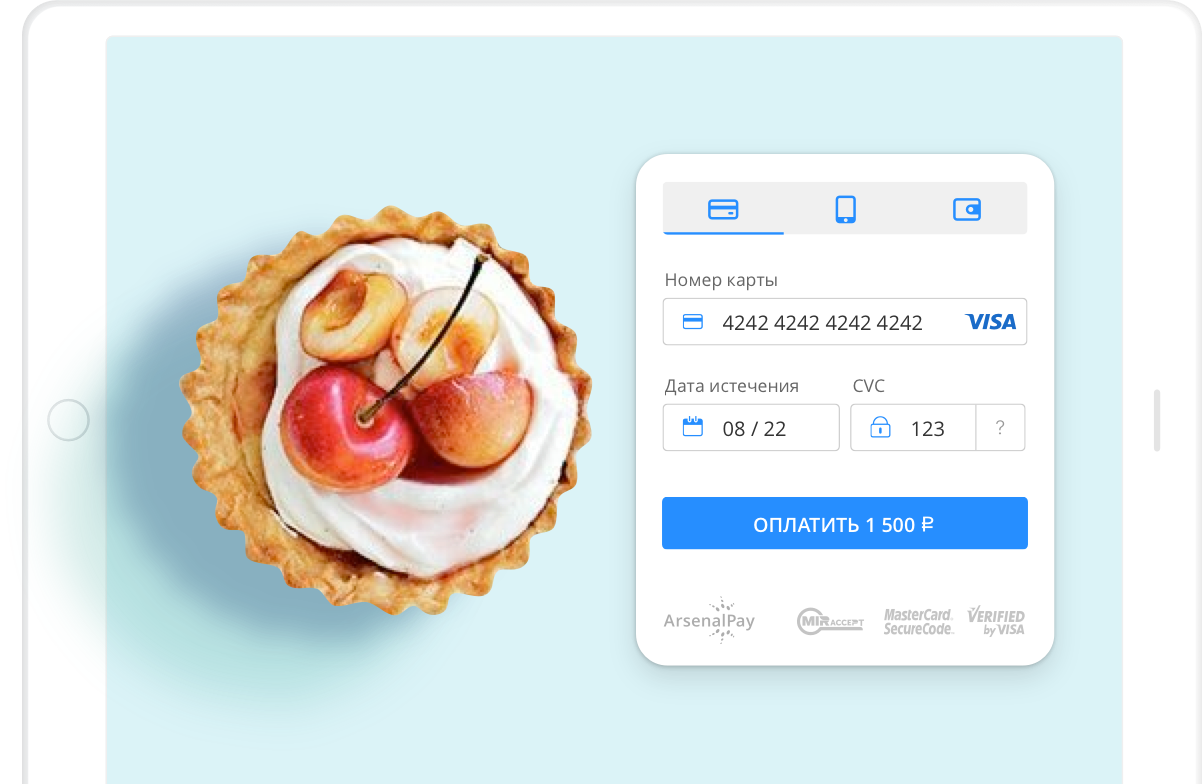 Номер карты
4242 4242 4242 4242 VISA
Дата истечения CVC
08 / 22 123 ?
ОПЛАТИТЬ 1 500 ₽
ArsenalPay MIR ACCEPT MasterCard. SecureCode. VERIFIED by VISA